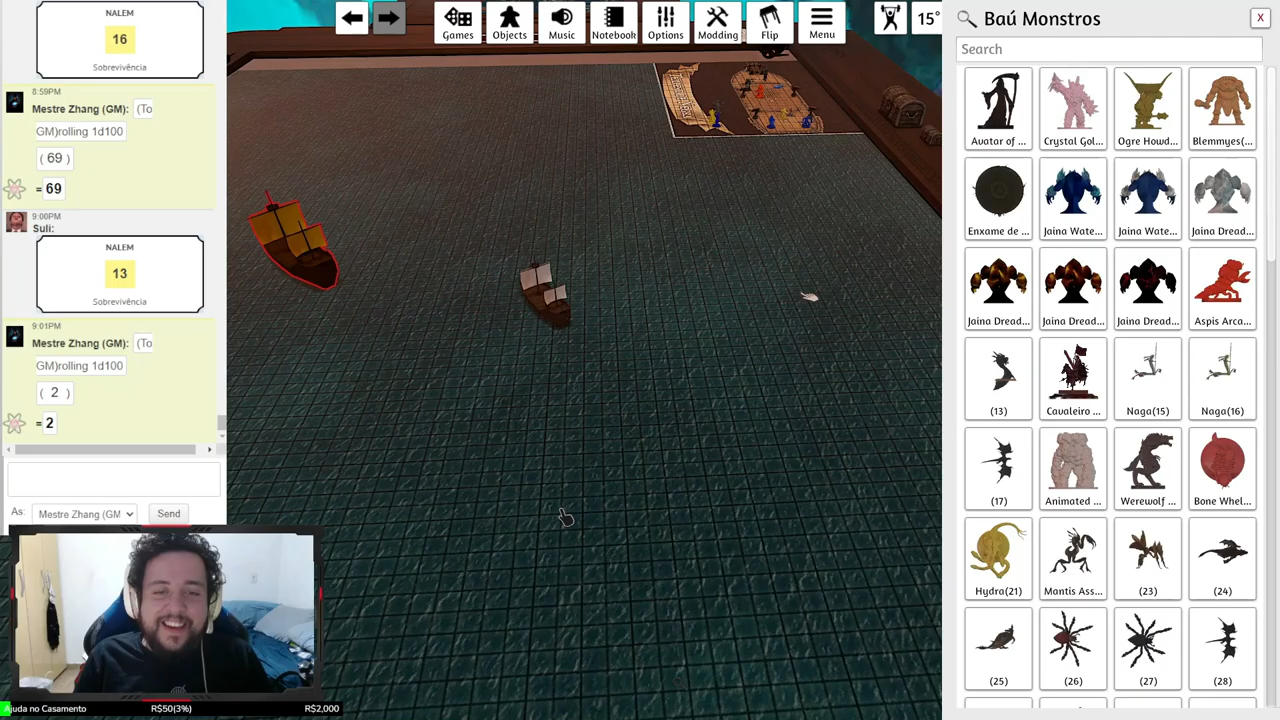 NALEM
16
Sobrevivência
8:59PM
Mestre Zhang (GM): (To
GM)rolling 1d100
( 69 )
= 69
9:00PM
Suli:
NALEM
13
Sobrevivência
9:01PM
Mestre Zhang (GM): (To
GM)rolling 1d100
( 2 )
= 2
As: Mestre Zhang (GM Send
Ajuda no Casamento R$50(3%) R$2,000
Games Objects Music Notebook Options Modding Flip Menu 15°
Baú Monstros X
Search
Avatar of ... Crystal Gol... Ogre Howd... Blemmyes(...
Enxame de ... Jaina Wate... Jaina Wate... Jaina Dread...
Jaina Dread... Jaina Dread... Jaina Dread... Aspis Arca...
(13) Cavaleiro ... Naga(15) Naga(16)
(17) Animated ... Werewolf ... Bone Whel...
Hydra(21) Mantis Ass... (23) (24)
(25) (26) (27) (28)